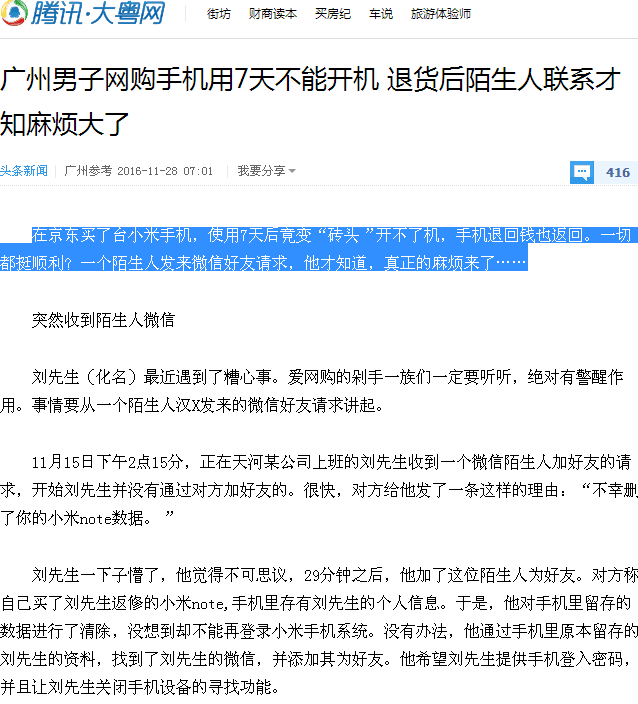 腾讯·大粤网 街坊 财商读本 买房纪 车说 旅游体验师
广州男子网购手机用7天不能开机 退货后陌生人联系才
知麻烦大了
头条新闻 广州参考 2016-11-28 07:01 我要分享 416
在京东买了台小米手机，使用7天后竟变“砖头”开不了机，手机退回钱也返回。一切
都挺顺利？一个陌生人发来微信好友请求，他才知道，真正的麻烦来了……
突然收到陌生人微信
刘先生（化名）最近遇到了糟心事。爱网购的剁手一族们一定要听听，绝对有警醒作
用。事情要从一个陌生人汉X发来的微信好友请求讲起。
11月15日下午2点15分，正在天河某公司上班的刘先生收到一个微信陌生人加好友的请
求，开始刘先生并没有通过对方加好友的。很快，对方给他发了一条这样的理由：“不幸删
了你的小米note数据。”
刘先生一下子懵了，他觉得不可思议，29分钟之后，他加了这位陌生人为好友。对方称
自己买了刘先生返修的小米note,手机里存有刘先生的个人信息。于是，他对手机里留存的
数据进行了清除，没想到却不能再登录小米手机系统。没有办法，他通过手机里原本留存的
刘先生的资料，找到了刘先生的微信，并添加其为好友。他希望刘先生提供手机登入密码，
并且让刘先生关闭手机设备的寻找功能。